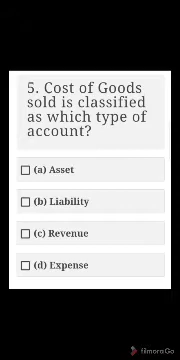 5. Cost of Goods
sold is classified
as which type of
account?
(a) Asset
(b) Liability
(c) Revenue
(d) Expense
filmoraGo